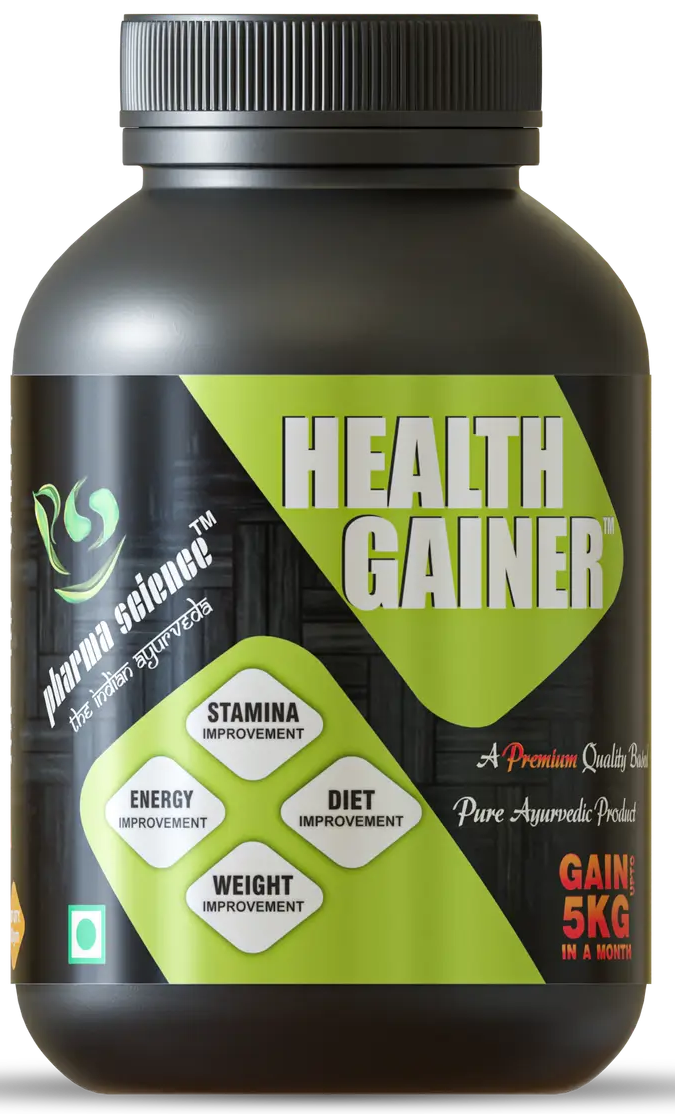 HEALTH
GAINER™
pharma science™
the indian ayurveda
STAMINA
IMPROVEMENT
ENERGY
IMPROVEMENT
DIET
IMPROVEMENT
WEIGHT
IMPROVEMENT
A Premium Quality Based
Pure Ayurvedic Product
GAIN UPTO
5KG
IN A MONTH